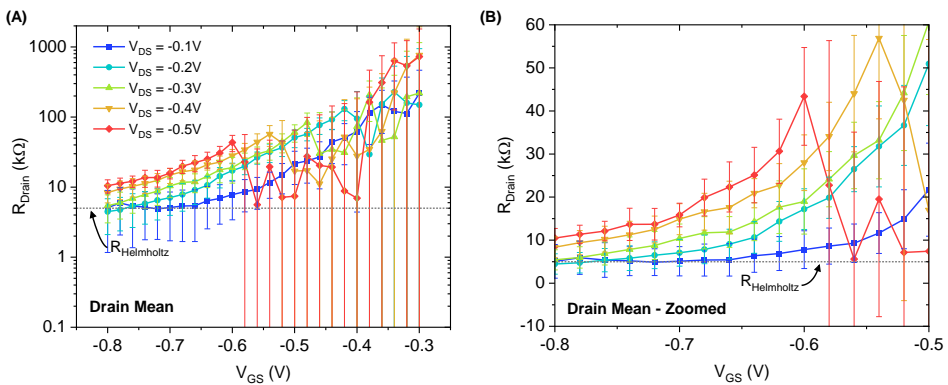 (A)
1000
100
10
1
0.1
R_Drain (kΩ)
V_DS = -0.1V
V_DS = -0.2V
V_DS = -0.3V
V_DS = -0.4V
V_DS = -0.5V
R_Helmholtz
Drain Mean
-0.8 -0.7 -0.6 -0.5 -0.4 -0.3
V_GS (V)
(B)
60
50
40
30
20
10
0
-10
R_Drain (kΩ)
R_Helmholtz
Drain Mean - Zoomed
-0.8 -0.7 -0.6 -0.5
V_GS (V)